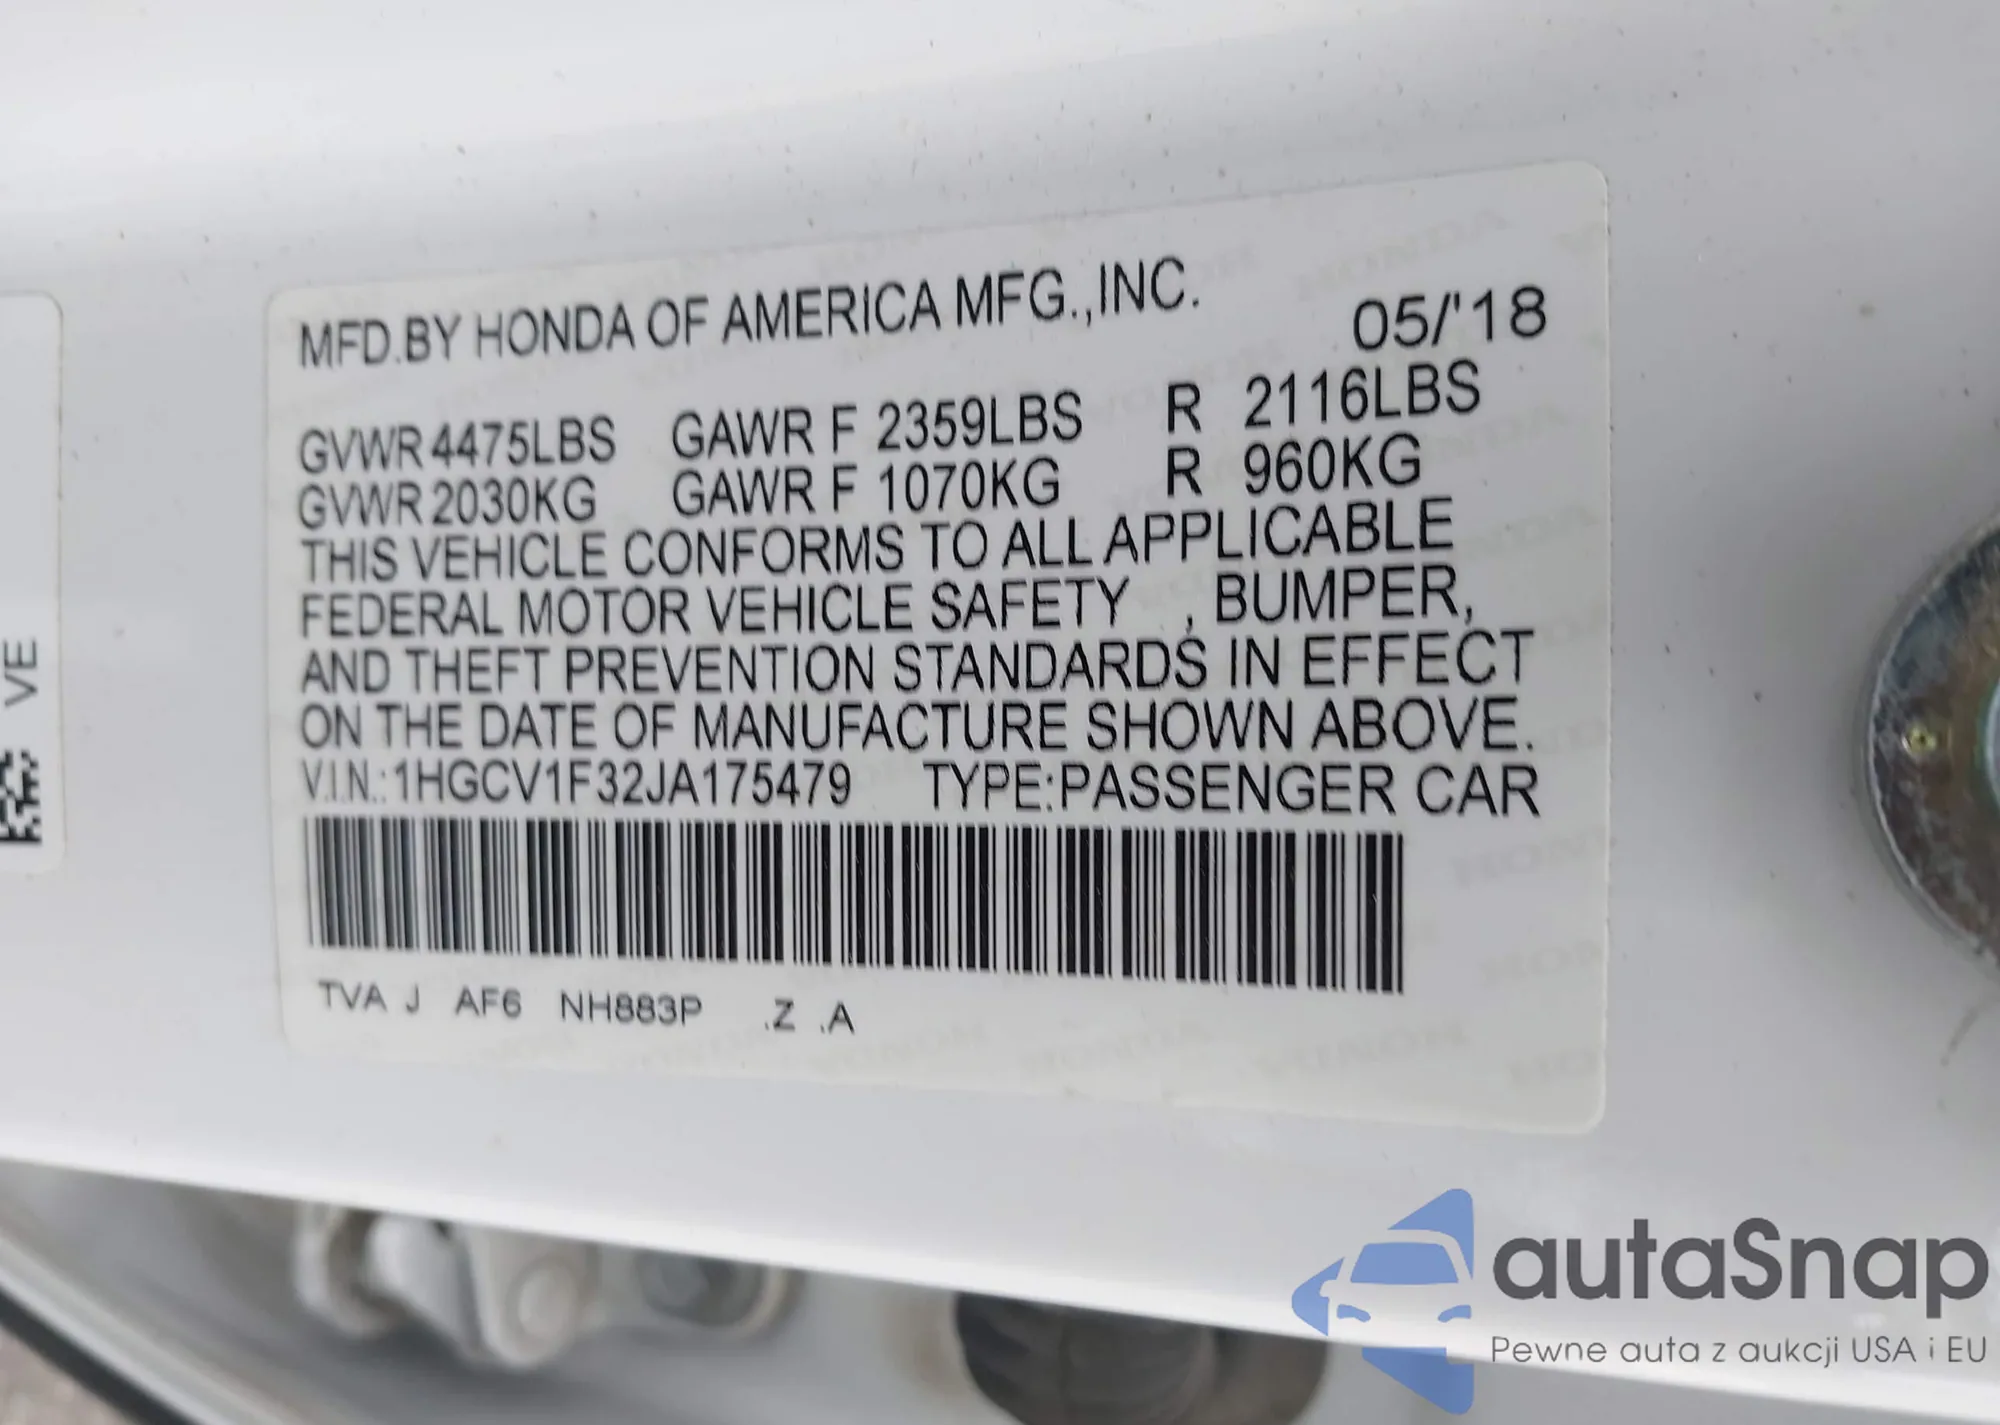 MFD.BY HONDA OF AMERICA MFG.,INC. 05/'18
GVWR 4475LBS GAWR F 2359LBS R 2116LBS
GVWR 2030KG GAWR F 1070KG R 960KG
THIS VEHICLE CONFORMS TO ALL APPLICABLE
FEDERAL MOTOR VEHICLE SAFETY , BUMPER,
AND THEFT PREVENTION STANDARDS IN EFFECT
ON THE DATE OF MANUFACTURE SHOWN ABOVE.
V.I.N.:1HGCV1F32JA175479 TYPE:PASSENGER CAR
TVA J AF6 NH883P .Z .A
VE
autaSnap
Pewne auta z aukcji USA i EU